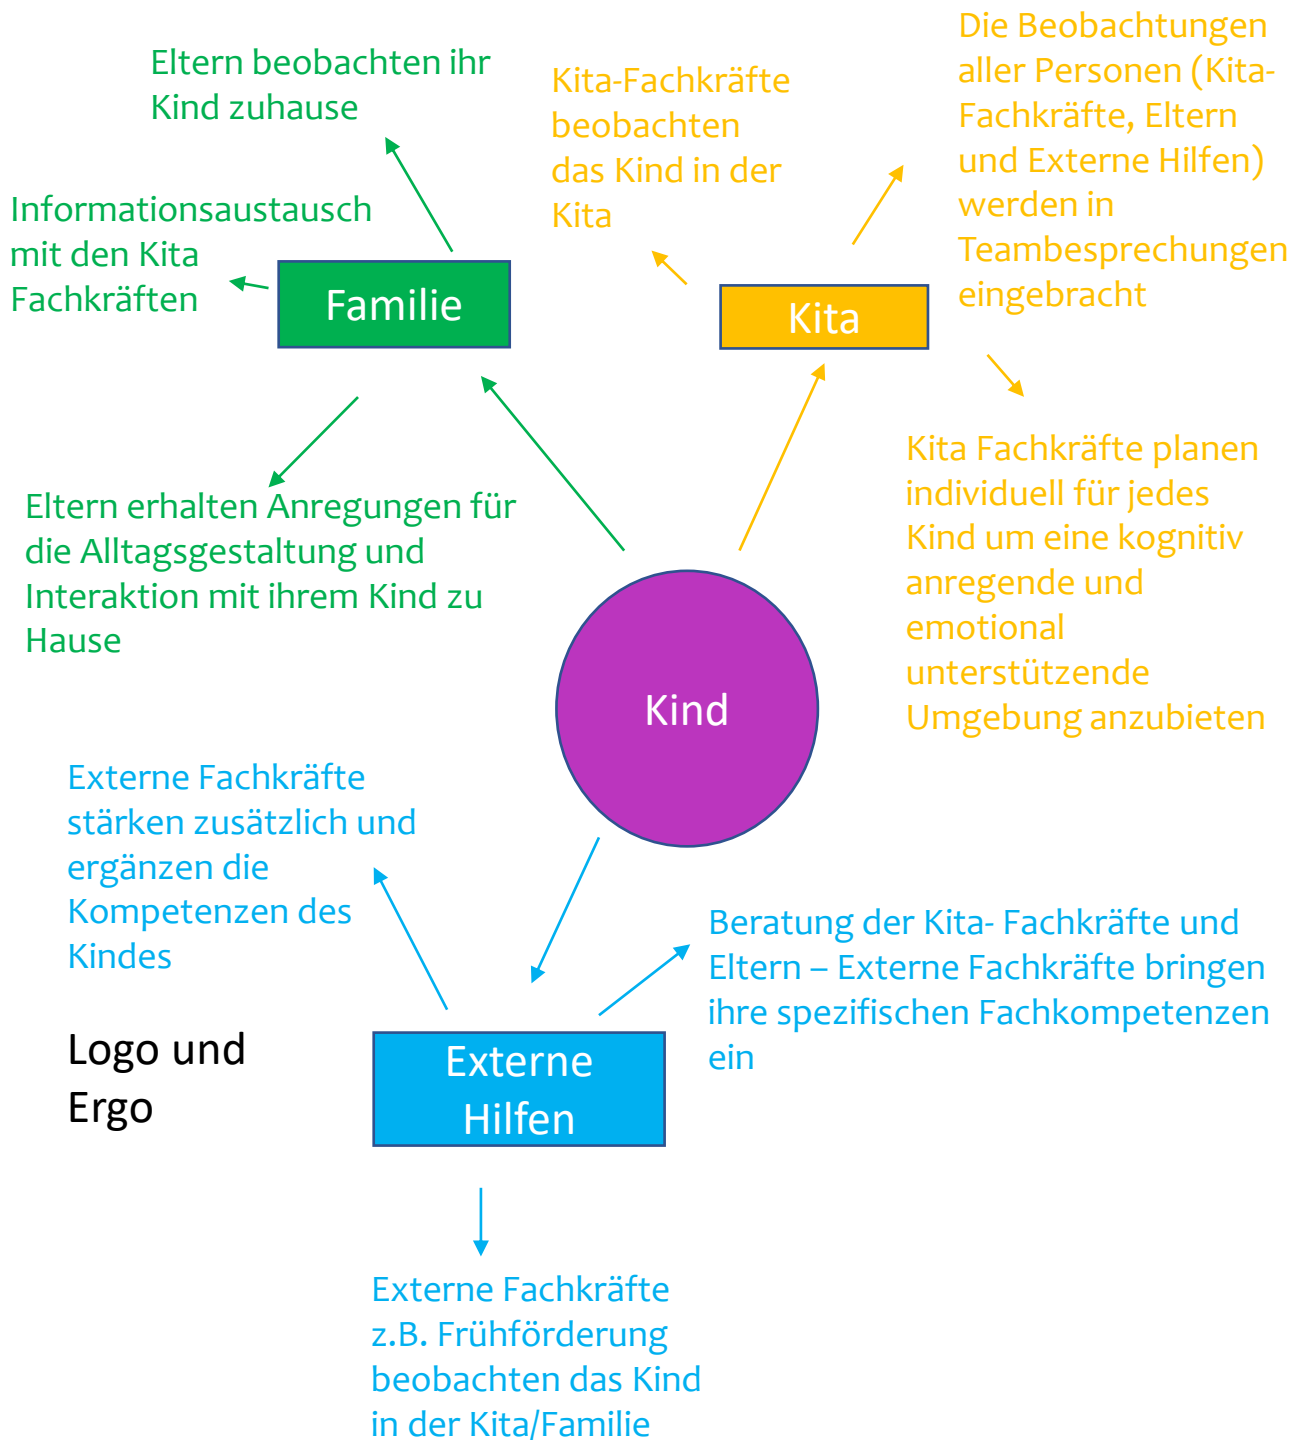 Eltern beobachten ihr
Kind zuhause
Informationsaustausch
mit den Kita
Fachkräften
Familie
Eltern erhalten Anregungen für
die Alltagsgestaltung und
Interaktion mit ihrem Kind zu
Hause
Kita-Fachkräfte
beobachten
das Kind in der
Kita
Die Beobachtungen
aller Personen (Kita-
Fachkräfte, Eltern
und Externe Hilfen)
werden in
Teambesprechungen
eingebracht
Kita
Kita Fachkräfte planen
individuell für jedes
Kind um eine kognitiv
anregende und
emotional
unterstützende
Umgebung anzubieten
Kind
Externe Fachkräfte
stärken zusätzlich und
ergänzen die
Kompetenzen des
Kindes
Beratung der Kita- Fachkräfte und
Eltern – Externe Fachkräfte bringen
ihre spezifischen Fachkompetenzen
ein
Logo und
Ergo
Externe
Hilfen
Externe Fachkräfte
z.B. Frühförderung
beobachten das Kind
in der Kita/Familie